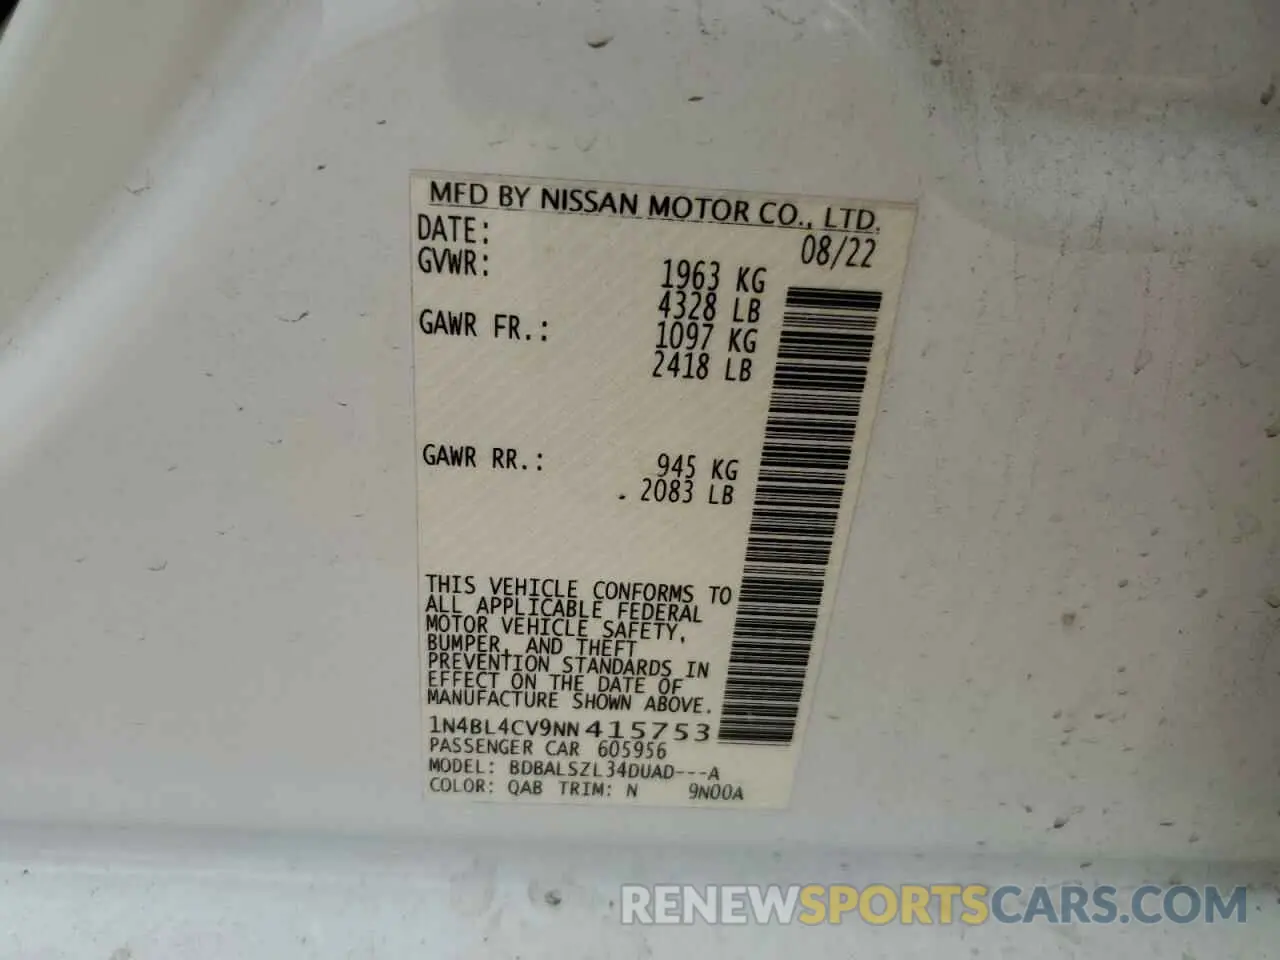 MFD BY NISSAN MOTOR CO., LTD.
DATE: 08/22
GVWR: 1963 KG
4328 LB
GAWR FR.: 1097 KG
2418 LB
GAWR RR.: 945 KG
2083 LB
THIS VEHICLE CONFORMS TO
ALL APPLICABLE FEDERAL
MOTOR VEHICLE SAFETY,
BUMPER, AND THEFT
PREVENTION STANDARDS IN
EFFECT ON THE DATE OF
MANUFACTURE SHOWN ABOVE.
1N4BL4CV9NN415753
PASSENGER CAR 605956
MODEL: BDBALSZL34DUAD---A
COLOR: QAB TRIM: N 9N00A
RENEWSPORTSCARS.COM